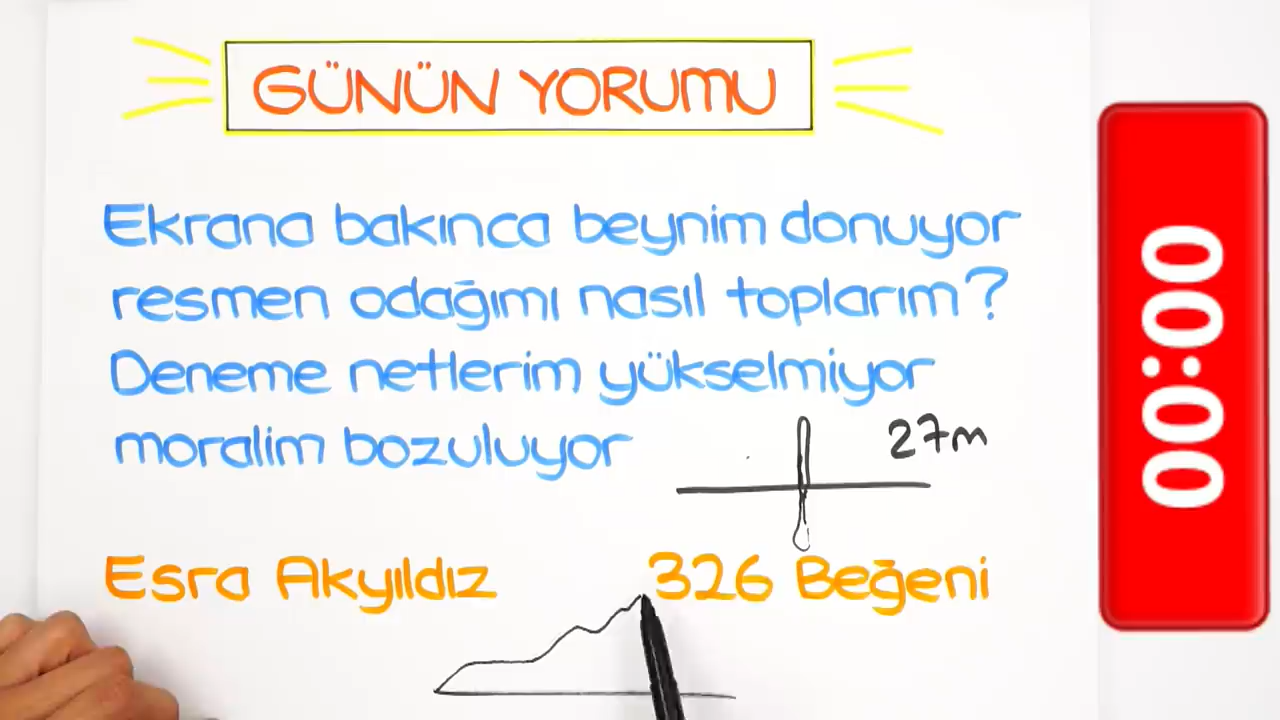 GÜNÜN YORUMU
Ekrana bakınca beynim donuyor
resmen odağımı nasıl toplarım?
Deneme netlerim yükselmiyor
moralim bozuluyor
27m
Esra Akyıldız 326 Beğeni
00:00